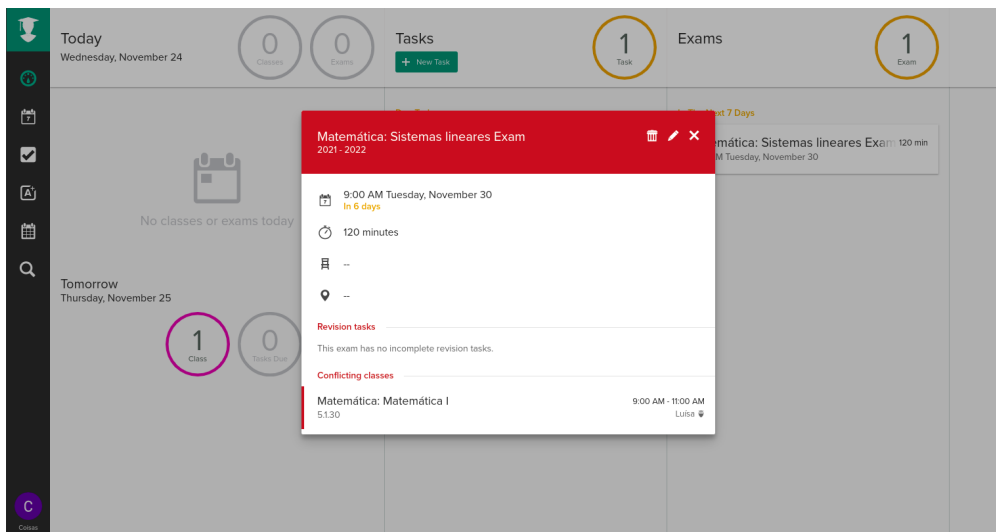 Today
Wednesday, November 24
0
Classes
0
Exams
Tasks
+ New Task
1
Task
Exams
1
Exam
No classes or exams today
Tomorrow
Thursday, November 25
1
Class
0
Tasks Due
ext 7 Days
mática: Sistemas lineares Exam 120 min
M Tuesday, November 30
Matemática: Sistemas lineares Exam
2021 - 2022
9:00 AM Tuesday, November 30
In 6 days
120 minutes
--
--
Revision tasks
This exam has no incomplete revision tasks.
Conflicting classes
Matemática: Matemática I 9:00 AM - 11:00 AM
5.1.30 Luísa
C
Coisas